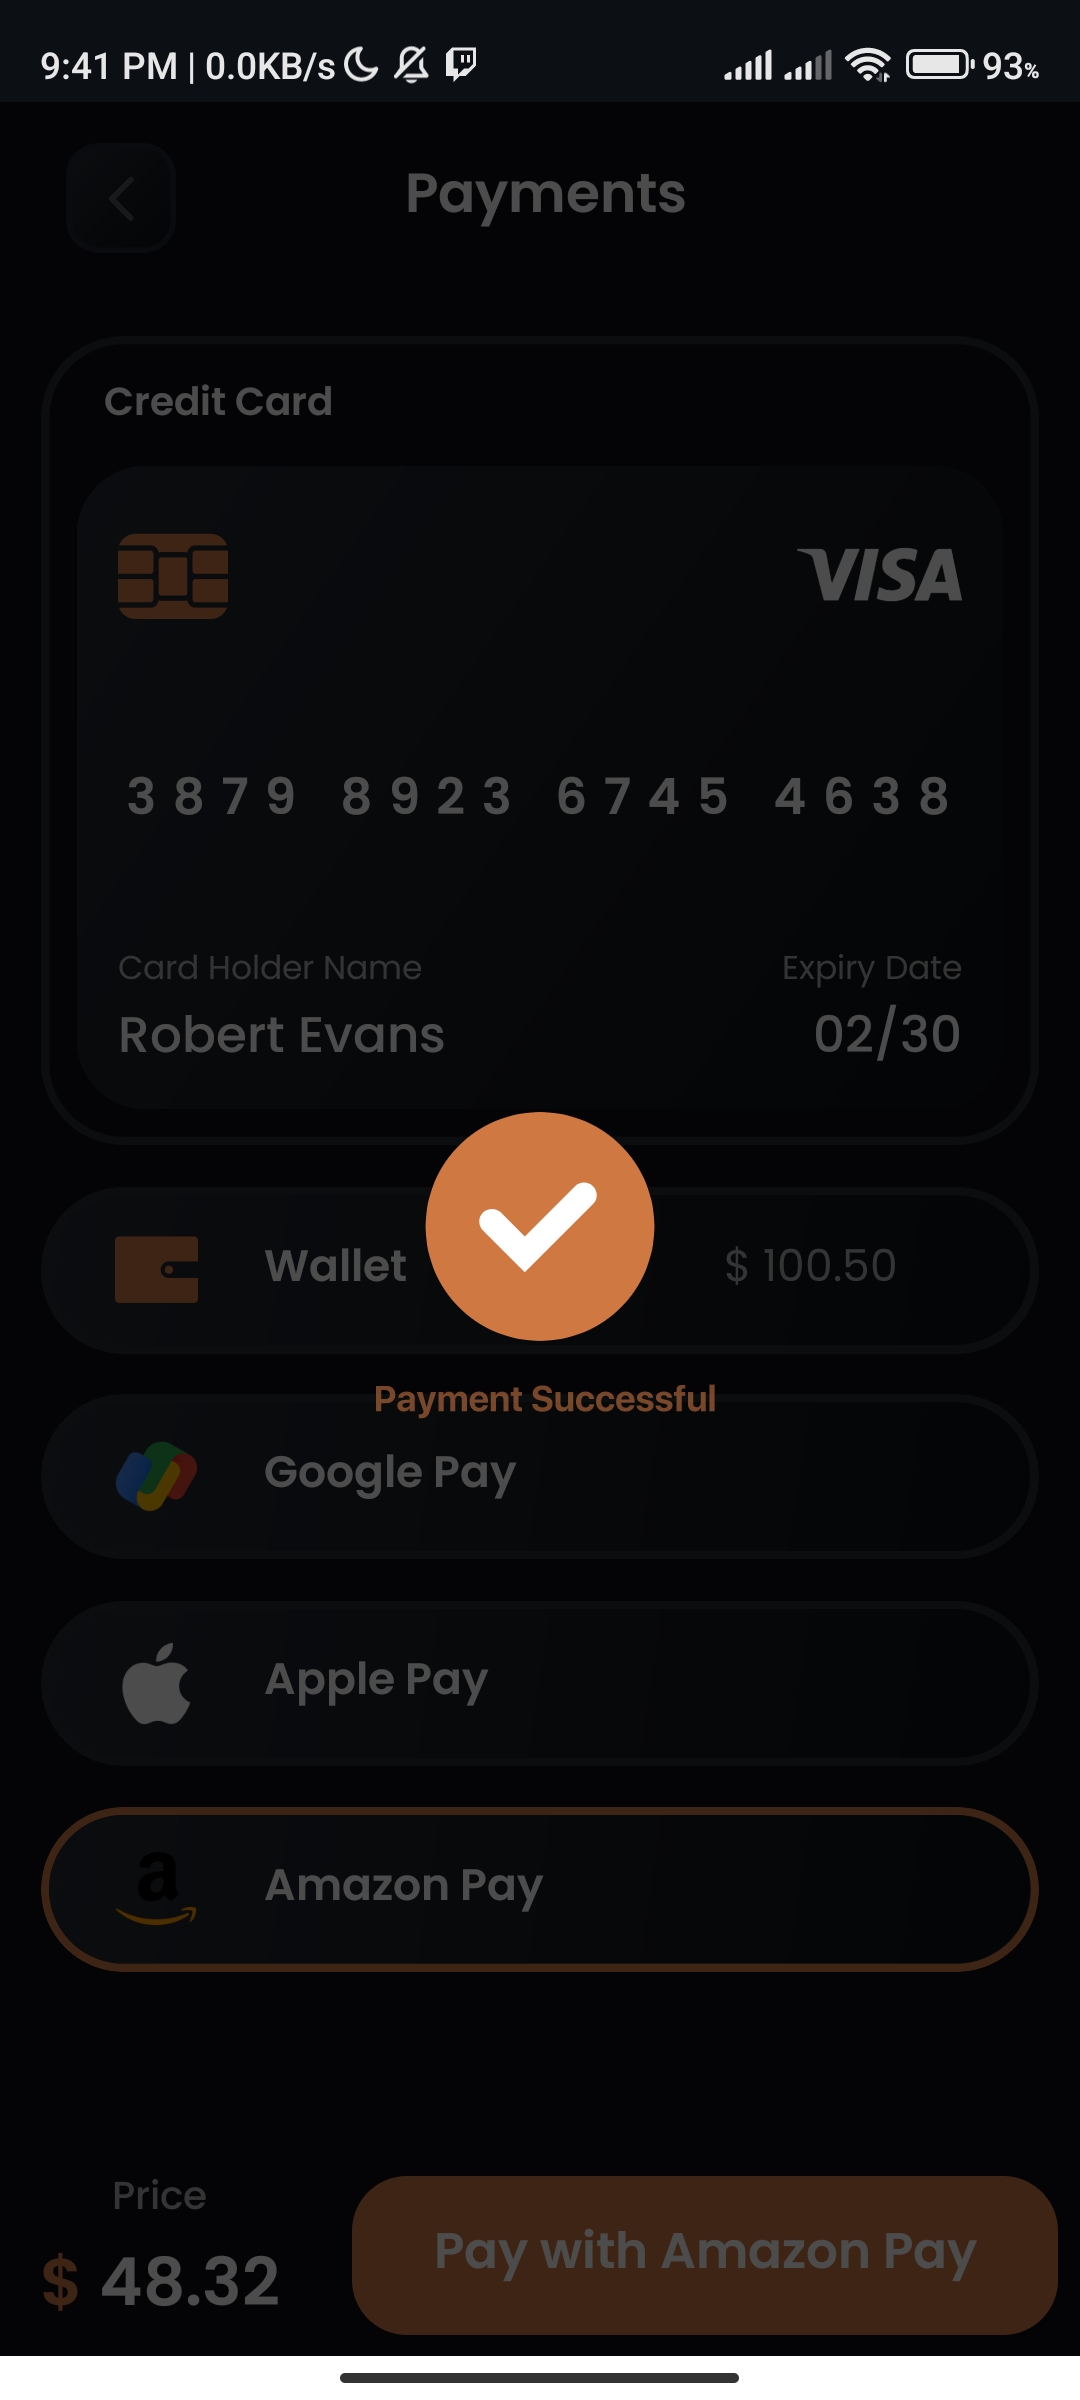 9:41 PM | 0.0KB/s 93%
Payments
Credit Card
VISA
3879 8923 6745 4638
Card Holder Name Expiry Date
Robert Evans 02/30
Wallet $ 100.50
Payment Successful
Google Pay
Apple Pay
a Amazon Pay
Price
$ 48.32 Pay with Amazon Pay